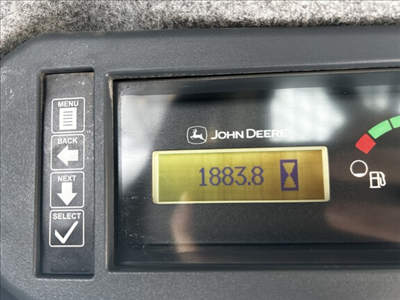 MENU
BACK
NEXT
SELECT
JOHN DEERE
1883.8